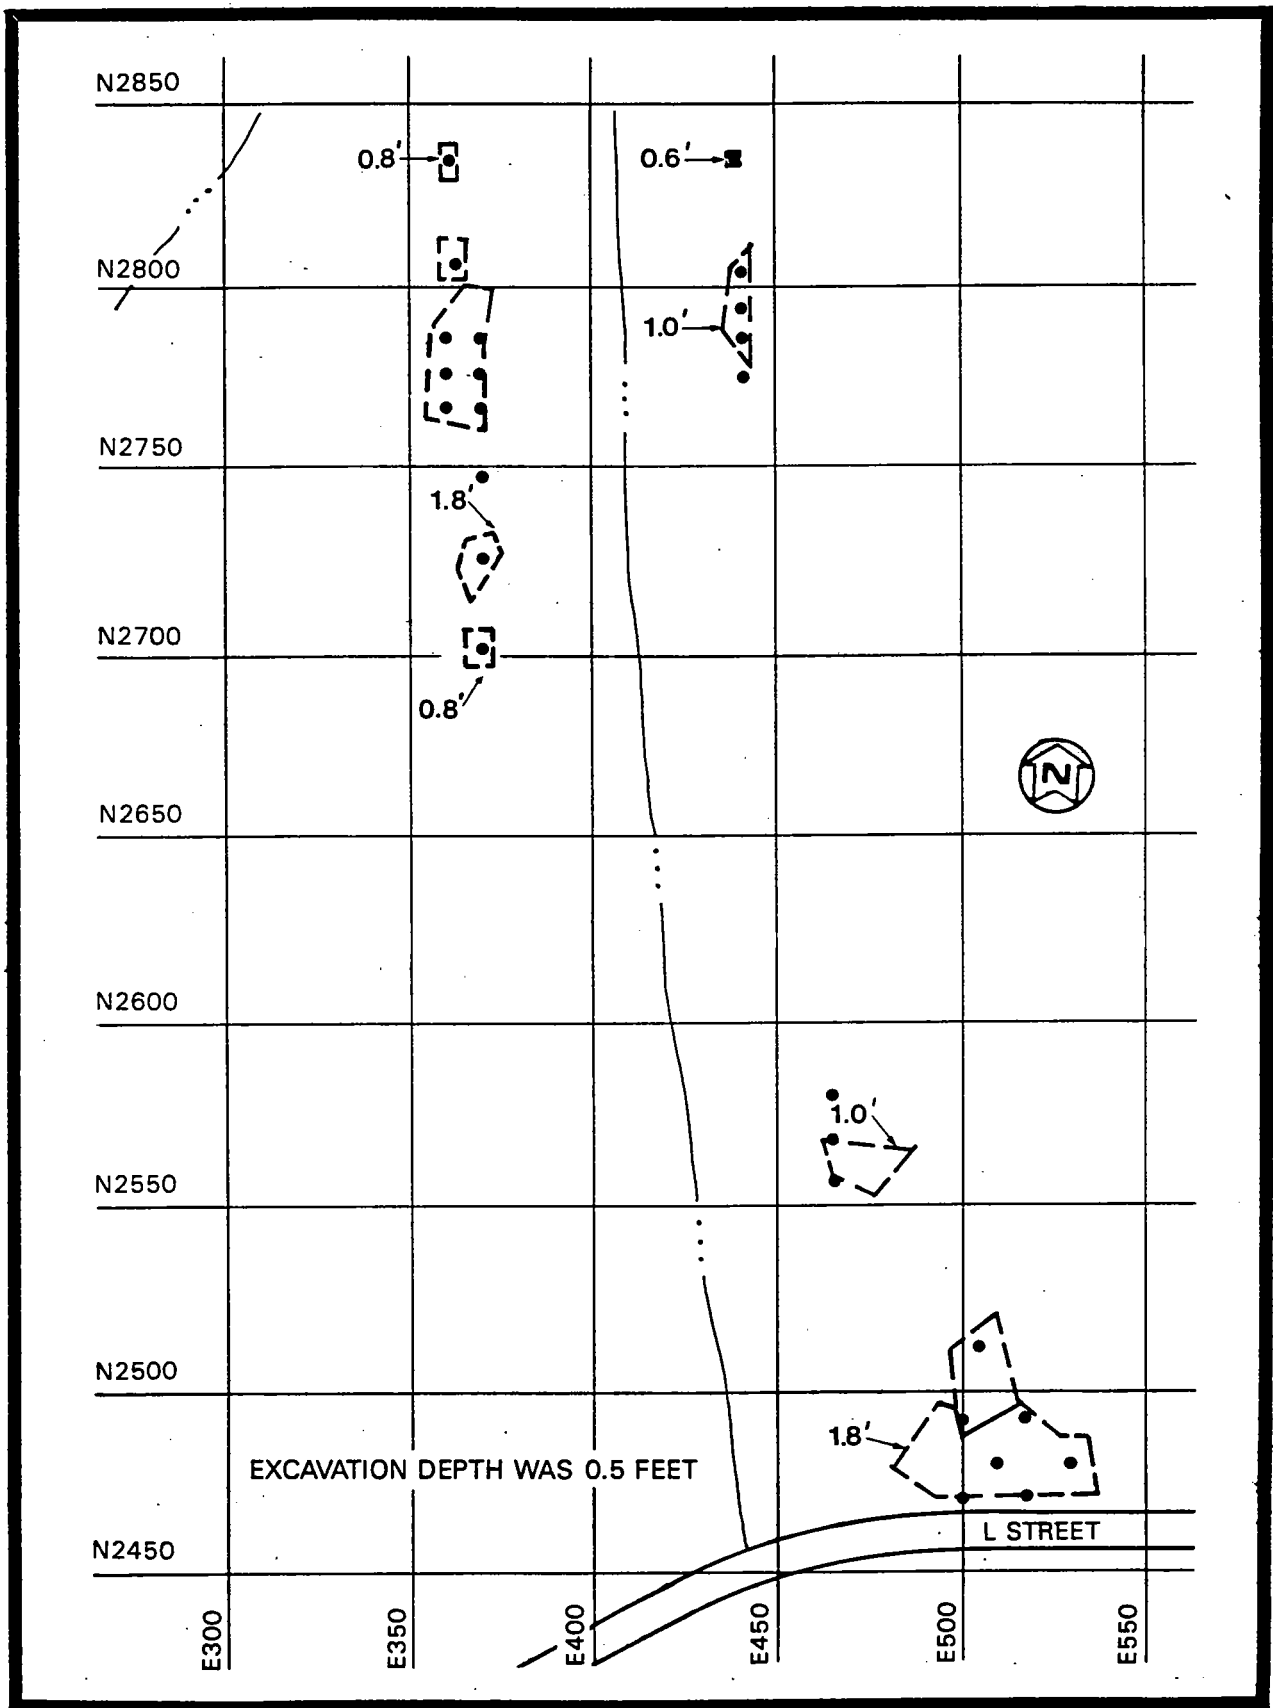 N2850
0.8'
0.6'
N2800
1.0'
N2750
1.8'
N2700
0.8'
N
N2650
N2600
1.0'
N2550
N2500
1.8'
EXCAVATION DEPTH WAS 0.5 FEET
L STREET
N2450
E300
E350
E400
E450
E500
E550